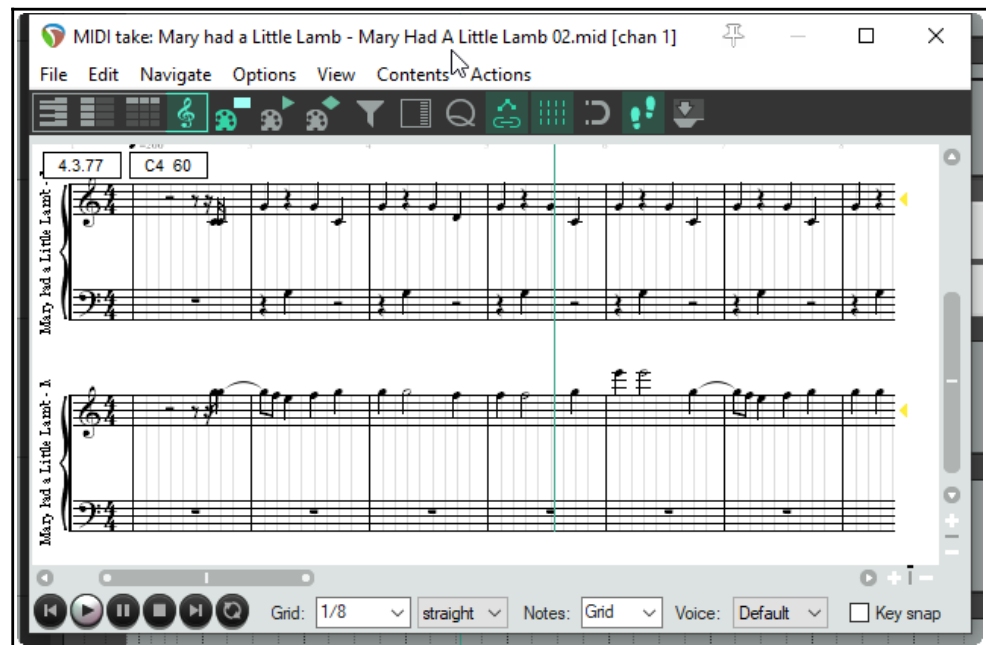 MIDI take: Mary had a Little Lamb - Mary Had A Little Lamb 02.mid [chan 1]
File Edit Navigate Options View Contents Actions
4.3.77 C4 60
Mary had a Little Lamt -
Mary had a Little Lamt -
Grid: 1/8 straight Notes: Grid Voice: Default Key snap